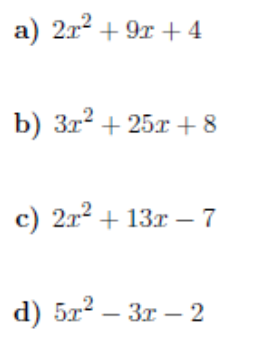 a) 2x² + 9x + 4
b) 3x² + 25x + 8
c) 2x² + 13x − 7
d) 5x² − 3x − 2